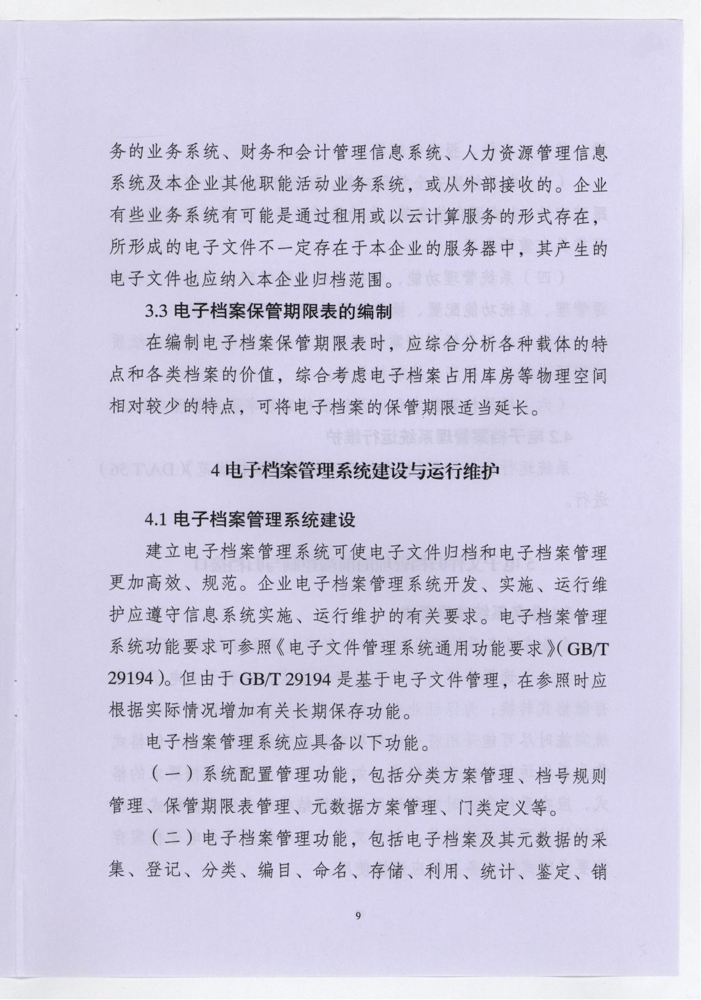 务的业务系统、财务和会计管理信息系统、人力资源管理信息
系统及本企业其他职能活动业务系统，或从外部接收的。企业
有些业务系统有可能是通过租用或以云计算服务的形式存在，
所形成的电子文件不一定存在于本企业的服务器中，其产生的
电子文件也应纳入本企业归档范围。
3.3 电子档案保管期限表的编制
在编制电子档案保管期限表时，应综合分析各种载体的特
点和各类档案的价值，综合考虑电子档案占用库房等物理空间
相对较少的特点，可将电子档案的保管期限适当延长。
4 电子档案管理系统建设与运行维护
4.1 电子档案管理系统建设
建立电子档案管理系统可使电子文件归档和电子档案管理
更加高效、规范。企业电子档案管理系统开发、实施、运行维
护应遵守信息系统实施、运行维护的有关要求。电子档案管理
系统功能要求可参照《电子文件管理系统通用功能要求》（GB/T
29194）。但由于 GB/T 29194 是基于电子文件管理，在参照时应
根据实际情况增加有关长期保存功能。
电子档案管理系统应具备以下功能。
（一）系统配置管理功能，包括分类方案管理、档号规则
管理、保管期限表管理、元数据方案管理、门类定义等。
（二）电子档案管理功能，包括电子档案及其元数据的采
集、登记、分类、编目、命名、存储、利用、统计、鉴定、销
9